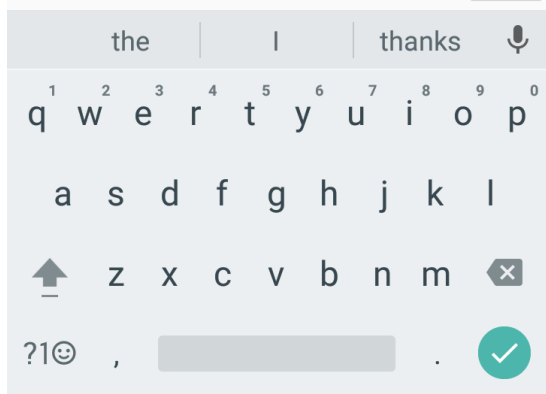 the I thanks
1 2 3 4 5 6 7 8 9 0
q w e r t y u i o p
a s d f g h j k l
z x c v b n m
?1☺ , .